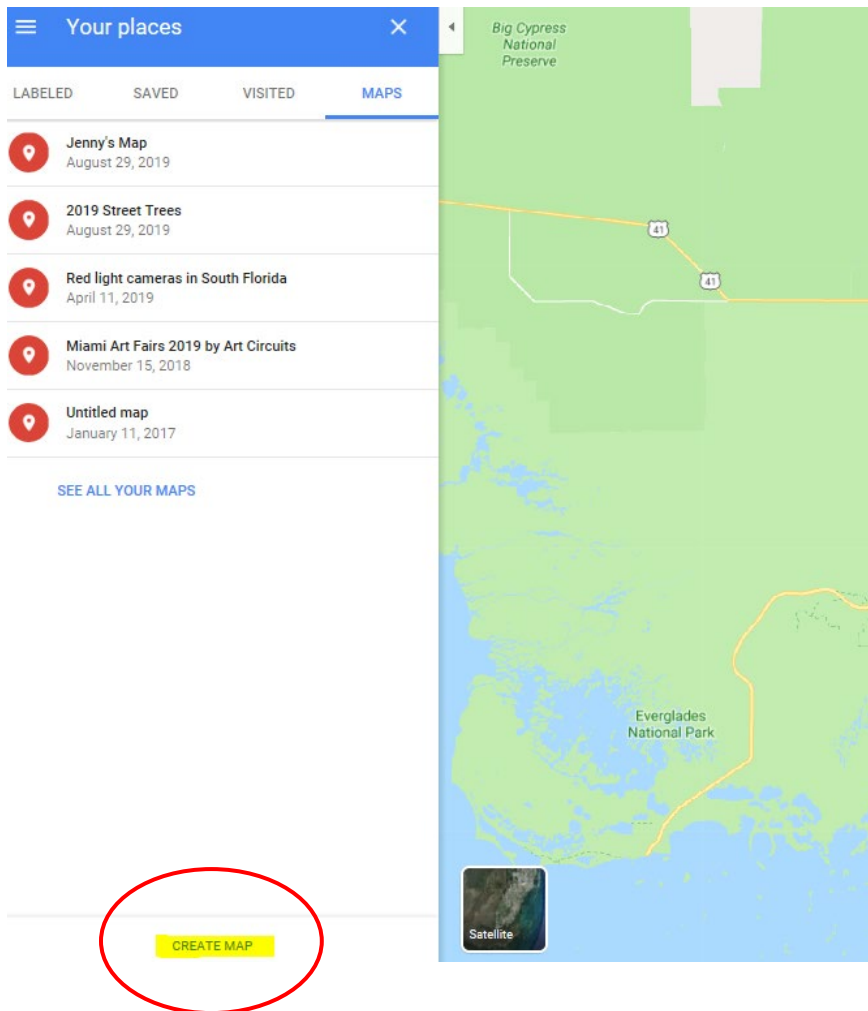 Your places
LABELED SAVED VISITED MAPS
Jenny's Map
August 29, 2019
2019 Street Trees
August 29, 2019
Red light cameras in South Florida
April 11, 2019
Miami Art Fairs 2019 by Art Circuits
November 15, 2018
Untitled map
January 11, 2017
SEE ALL YOUR MAPS
CREATE MAP
Big Cypress
National
Preserve
41
41
Everglades
National Park
Satellite